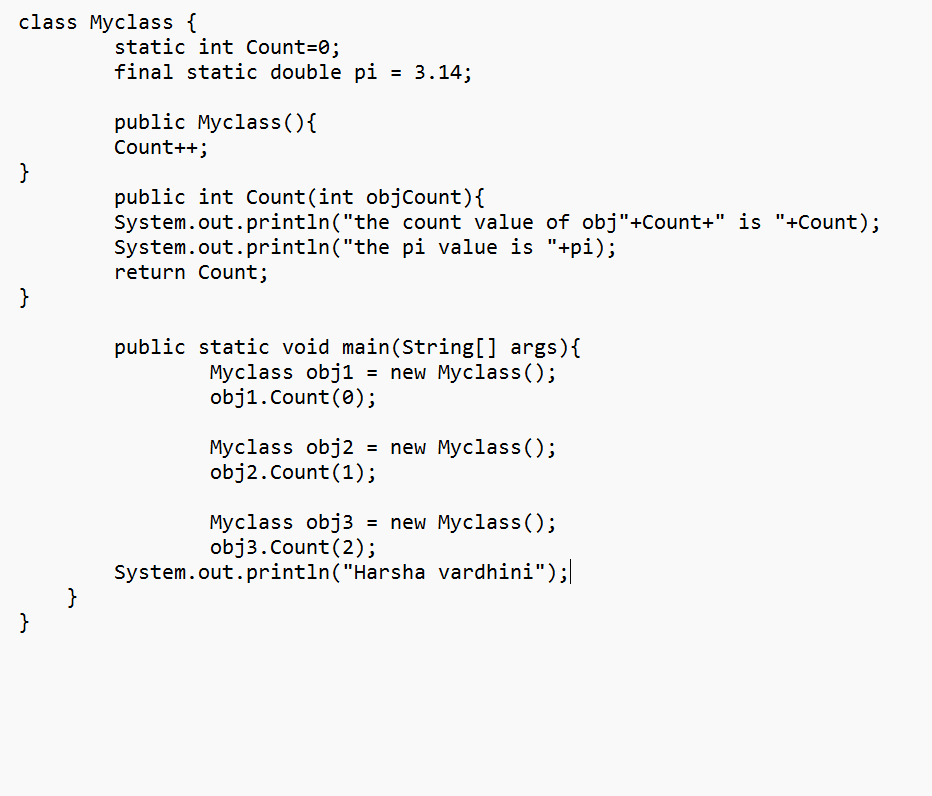 class Myclass {
        static int Count=0;
        final static double pi = 3.14;

        public Myclass(){
        Count++;
}
        public int Count(int objCount){
        System.out.println("the count value of obj"+Count+" is "+Count);
        System.out.println("the pi value is "+pi);
        return Count;
}

        public static void main(String[] args){
                Myclass obj1 = new Myclass();
                obj1.Count(0);

                Myclass obj2 = new Myclass();
                obj2.Count(1);

                Myclass obj3 = new Myclass();
                obj3.Count(2);
        System.out.println("Harsha vardhini");
    }
}